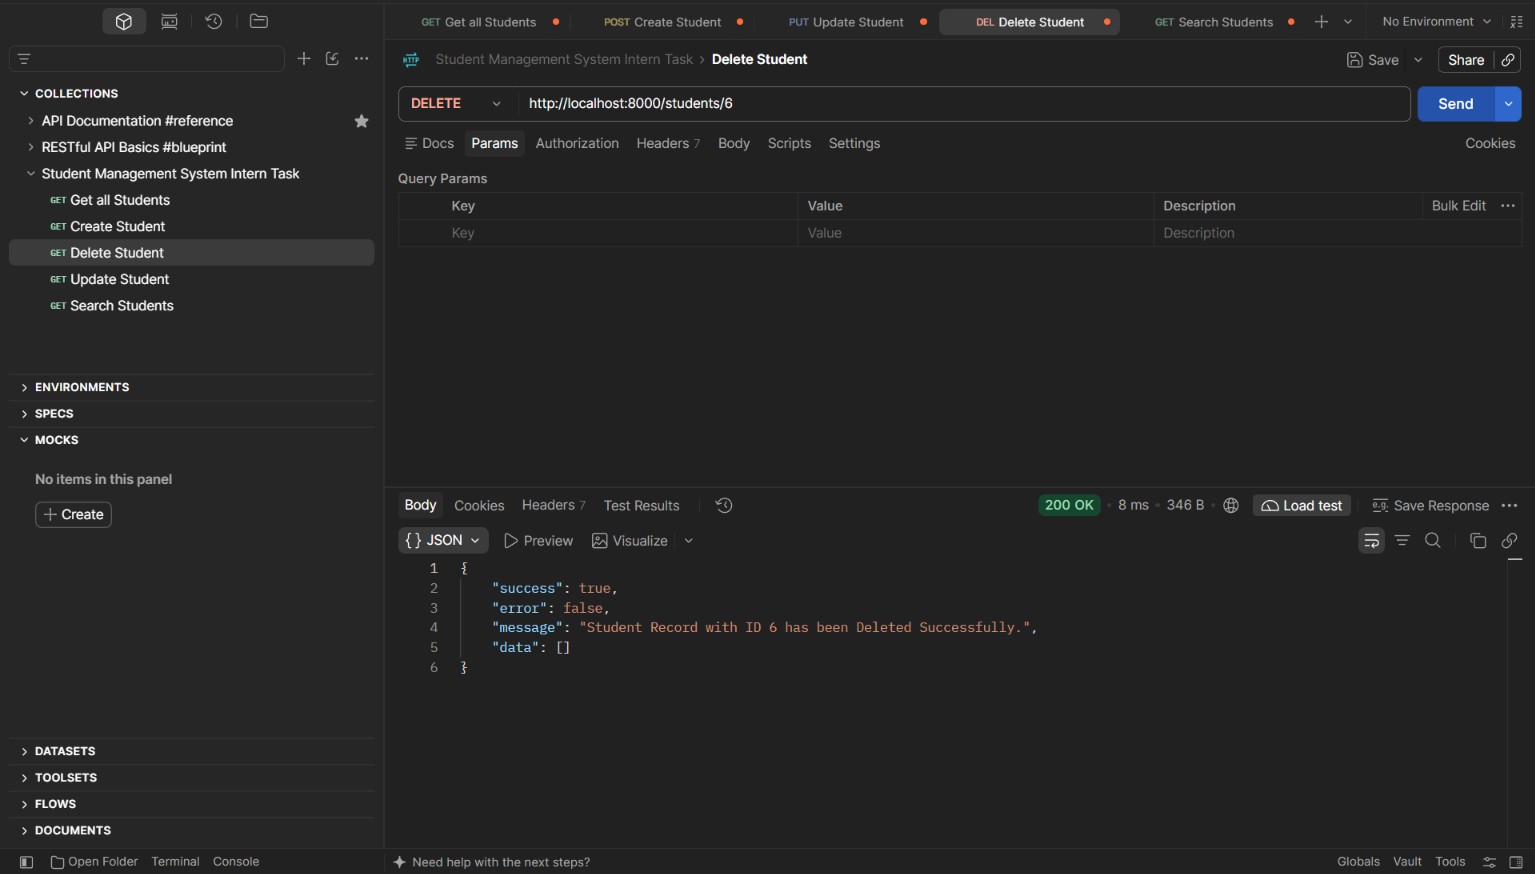 GET Get all Students
POST Create Student
PUT Update Student
DEL Delete Student
GET Search Students
No Environment
Student Management System Intern Task > Delete Student
Save
Share
COLLECTIONS
API Documentation #reference
RESTful API Basics #blueprint
Student Management System Intern Task
GET Get all Students
GET Create Student
GET Delete Student
GET Update Student
GET Search Students
ENVIRONMENTS
SPECS
MOCKS
No items in this panel
Create
DATASETS
TOOLSETS
FLOWS
DOCUMENTS
HTTP
DELETE
http://localhost:8000/students/6
Send
Docs Params Authorization Headers 7 Body Scripts Settings
Cookies
Query Params
Key Value Description Bulk Edit
Key Value Description
Body Cookies Headers 7 Test Results
200 OK • 8 ms • 346 B
Load test
e.g. Save Response
{ } JSON
Preview
Visualize
1 {
2 "success": true,
3 "error": false,
4 "message": "Student Record with ID 6 has been Deleted Successfully.",
5 "data": []
6 }
Open Folder Terminal Console
Need help with the next steps?
Globals Vault Tools